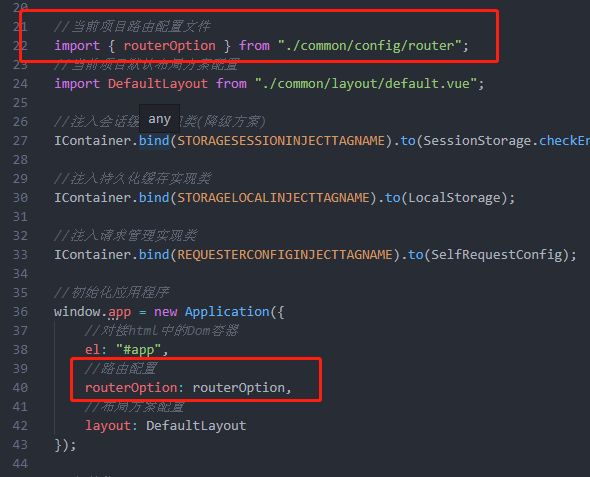 20
21 //当前项目路由配置文件
22 import { routerOption } from "./common/config/router";
23 //当前项目默认布局方案配置
24 import DefaultLayout from "./common/layout/default.vue";
25
any
26 //注入会话缓 类(降级方案)
27 IContainer.bind(STORAGESESSIONINJECTTAGNAME).to(SessionStorage.checkEn
28
29 //注入持久化缓存实现类
30 IContainer.bind(STORAGELOCALINJECTTAGNAME).to(LocalStorage);
31
32 //注入请求管理实现类
33 IContainer.bind(REQUESTERCONFIGINJECTTAGNAME).to(SelfRequestConfig);
34
35 //初始化应用程序
36 window.app = new Application({
37 //对接html中的Dom容器
38 el: "#app",
39 //路由配置
40 routerOption: routerOption,
41 //布局方案配置
42 layout: DefaultLayout
43 });
44